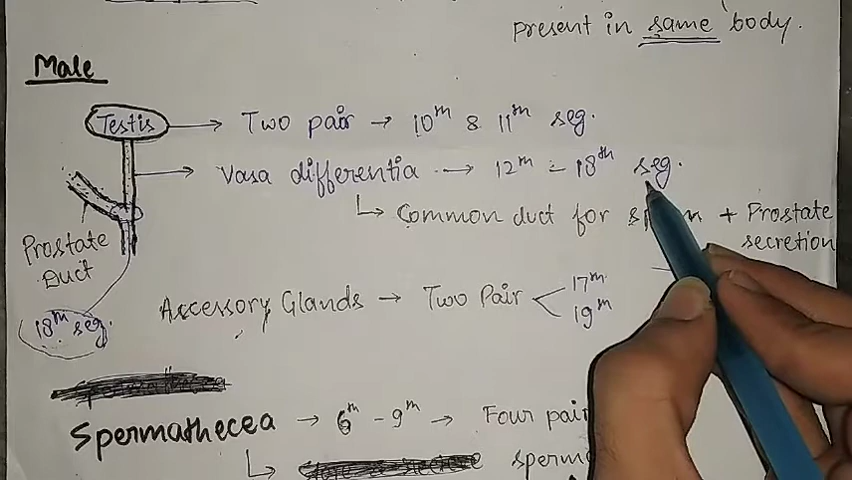 present in same body.
Male
Testis → Two pair → 10th & 11th seg.
Vasa differentia → 12th - 18th seg.
↳ Common duct for + Prostate
secretion
Prostate
Duct
18th seg.
Accessory Glands → Two Pair < 17th
19th
Spermathecea → 6th - 9th → Four pai
↳ sperm